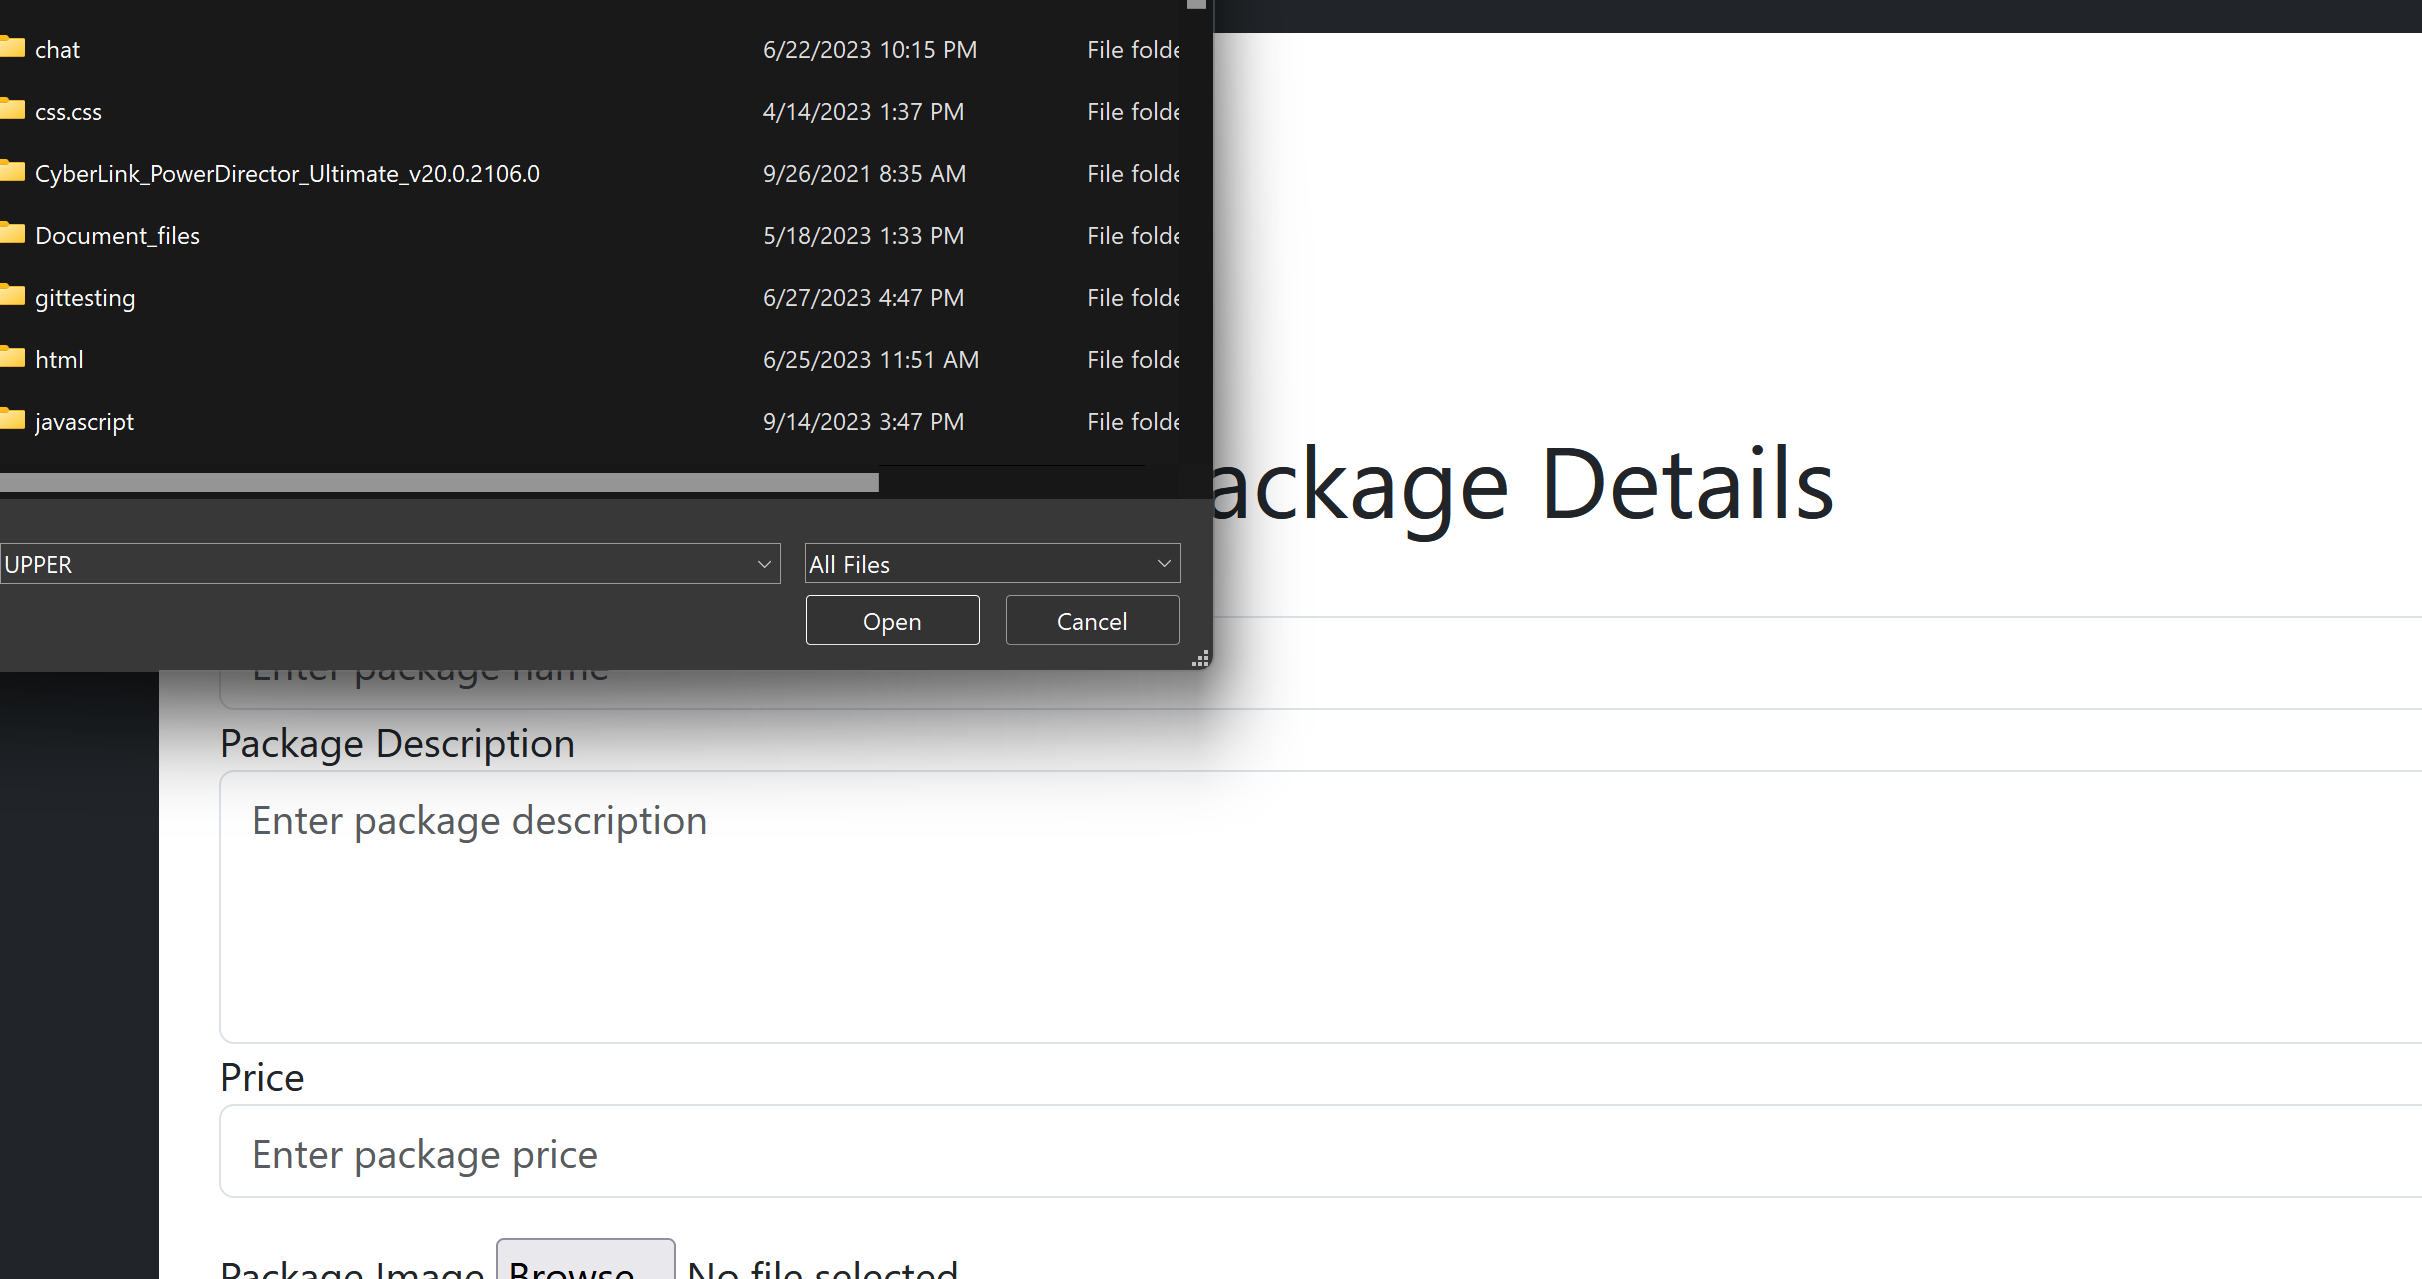 chat 6/22/2023 10:15 PM File folde
css.css 4/14/2023 1:37 PM File folde
CyberLink_PowerDirector_Ultimate_v20.0.2106.0 9/26/2021 8:35 AM File folde
Document_files 5/18/2023 1:33 PM File folde
gittesting 6/27/2023 4:47 PM File folde
html 6/25/2023 11:51 AM File folde
javascript 9/14/2023 3:47 PM File folde
ackage Details
UPPER All Files
Open Cancel
Enter package name
Package Description
Enter package description
Price
Enter package price
Package Image Browse... No file selected.